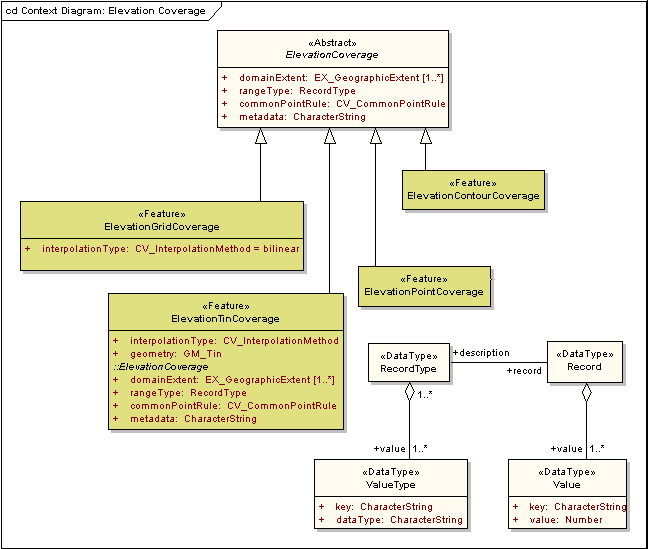 cd Context Diagram: Elevation Coverage
«Abstract»
ElevationCoverage
+ domainExtent: EX_GeographicExtent [1..*]
+ rangeType: RecordType
+ commonPointRule: CV_CommonPointRule
+ metadata: CharacterString
«Feature»
ElevationContourCoverage
«Feature»
ElevationGridCoverage
+ interpolationType: CV_InterpolationMethod = bilinear
«Feature»
ElevationPointCoverage
«Feature»
ElevationTinCoverage
+ interpolationType: CV_InterpolationMethod
+ geometry: GM_Tin
::ElevationCoverage
+ domainExtent: EX_GeographicExtent [1..*]
+ rangeType: RecordType
+ commonPointRule: CV_CommonPointRule
+ metadata: CharacterString
«DataType»
RecordType
+description
+record
«DataType»
Record
1..*
+value 1..*
+value 1..*
«DataType»
ValueType
+ key: CharacterString
+ dataType: CharacterString
«DataType»
Value
+ key: CharacterString
+ value: Number